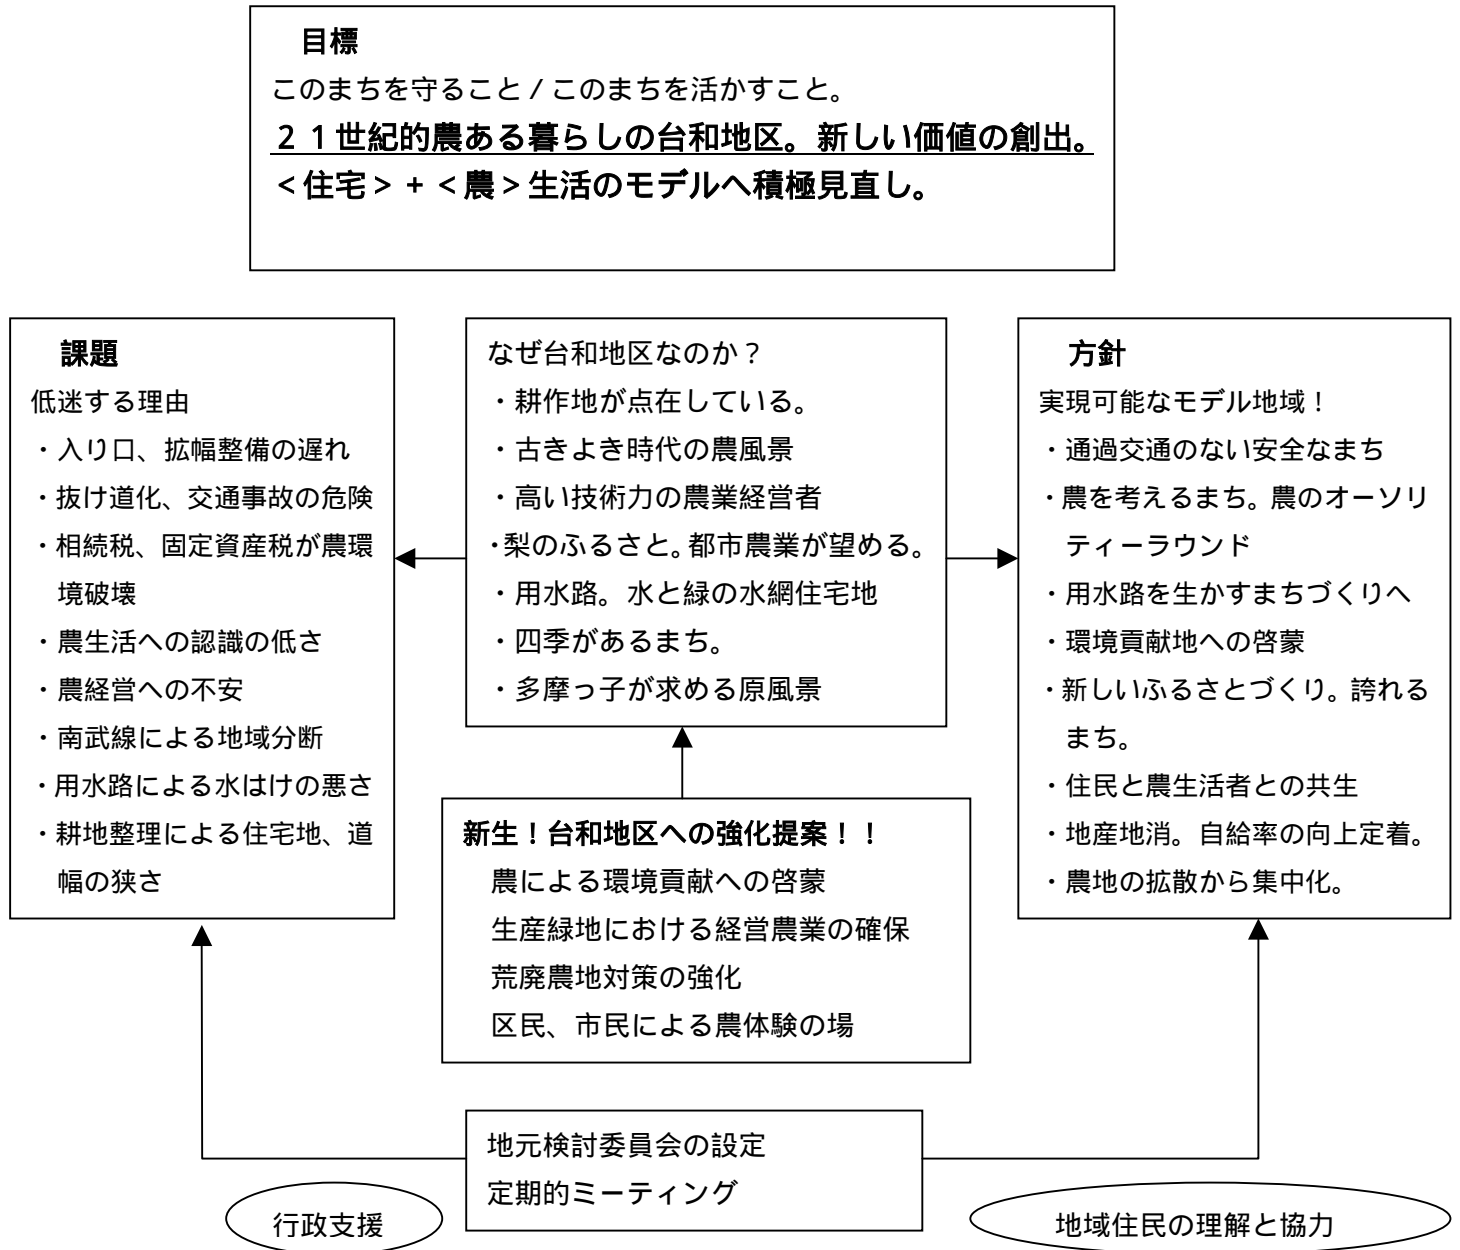 目標
このまちを守ること / このまちを活かすこと。
２１世紀的農ある暮らしの台和地区。新しい価値の創出。
<住宅> + <農>生活のモデルへ積極見直し。
課題
低迷する理由
・入り口、拡幅整備の遅れ
・抜け道化、交通事故の危険
・相続税、固定資産税が農環
境破壊
・農生活への認識の低さ
・農経営への不安
・南武線による地域分断
・用水路による水はけの悪さ
・耕地整理による住宅地、道
幅の狭さ
なぜ台和地区なのか？
・耕作地が点在している。
・古きよき時代の農風景
・高い技術力の農業経営者
・梨のふるさと。都市農業が望める。
・用水路。水と緑の水網住宅地
・四季があるまち。
・多摩っ子が求める原風景
方針
実現可能なモデル地域！
・通過交通のない安全なまち
・農を考えるまち。農のオーソリ
ティーラウンド
・用水路を生かすまちづくりへ
・環境貢献地への啓蒙
・新しいふるさとづくり。誇れる
まち。
・住民と農生活者との共生
・地産地消。自給率の向上定着。
・農地の拡散から集中化。
新生！台和地区への強化提案！！
農による環境貢献への啓蒙
生産緑地における経営農業の確保
荒廃農地対策の強化
区民、市民による農体験の場
地元検討委員会の設定
定期的ミーティング
行政支援
地域住民の理解と協力